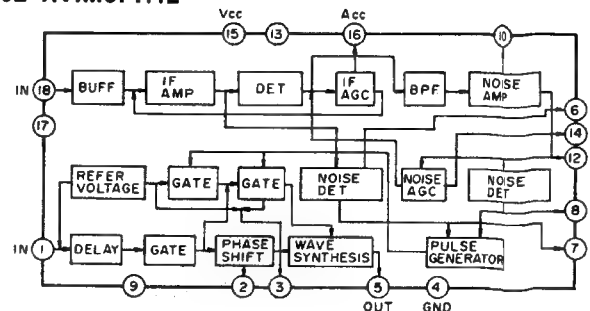 Vcc Acc
15 13 16 10
IN 18 BUFF IF AMP DET IF AGC BPF NOISE AMP
17 6
14
REFER VOLTAGE GATE GATE NOISE DET NOISE AGC NOISE DET 12
8
IN 1 DELAY GATE PHASE SHIFT WAVE SYNTHESIS PULSE GENERATOR 7
9 2 3 5 4
OUT GND